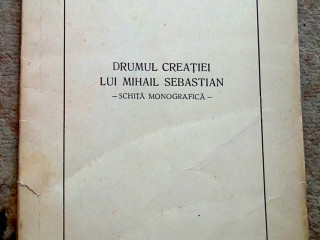 DRUMUL CREAȚIEI
LUI MIHAIL SEBASTIAN
— SCHIȚĂ MONOGRAFICĂ —